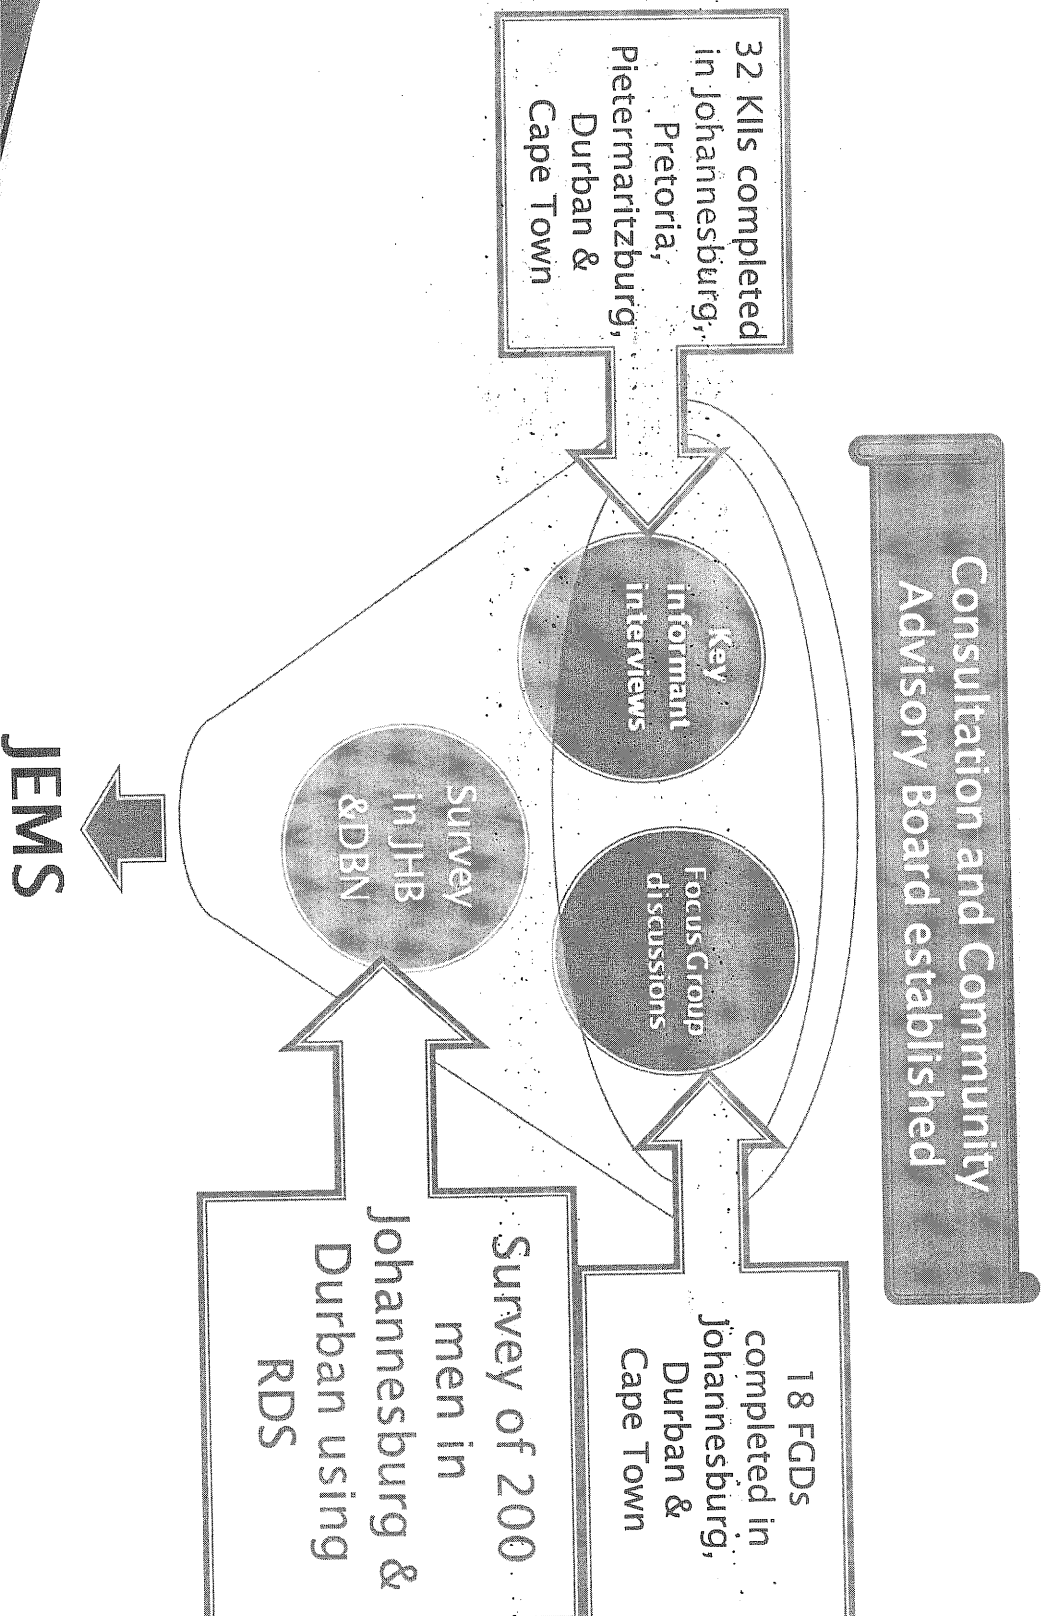 Consultation and Community
Advisory Board established
32 KIIs completed
in Johannesburg,
Pretoria,
Pietermaritzburg,
Durban &
Cape Town
Key
informant
interviews
Focus Group
discussions
18 FGDs
completed in
Johannesburg,
Durban &
Cape Town
Survey
in JHB
&DBN
Survey of 200
men in
Johannesburg &
Durban using
RDS
JEMS